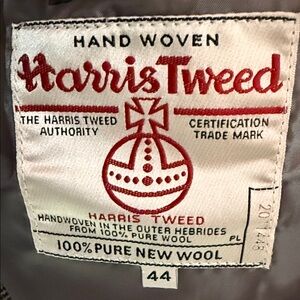 HAND WOVEN
Harris Tweed
THE HARRIS TWEED AUTHORITY
CERTIFICATION TRADE MARK
HARRIS TWEED
HANDWOVEN IN THE OUTER HEBRIDES
FROM 100% PURE WOOL
PL
100% PURE NEW WOOL
44